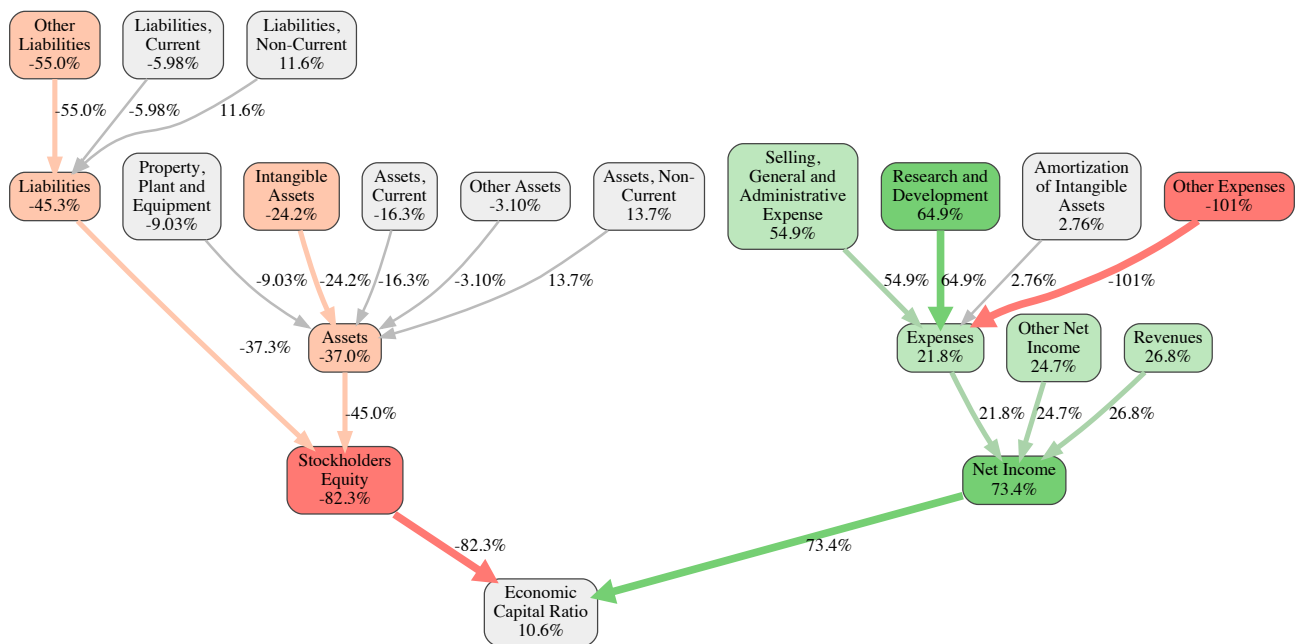 Other
Liabilities
-55.0%
Liabilities,
Current
-5.98%
Liabilities,
Non-Current
11.6%
-55.0%
-5.98%
11.6%
Liabilities
-45.3%
Property,
Plant and
Equipment
-9.03%
Intangible
Assets
-24.2%
Assets,
Current
-16.3%
Other Assets
-3.10%
Assets, Non-
Current
13.7%
Selling,
General and
Administrative
Expense
54.9%
Research and
Development
64.9%
Amortization
of Intangible
Assets
2.76%
Other Expenses
-101%
-9.03%
-24.2%
-16.3%
-3.10%
13.7%
54.9%
64.9%
2.76%
-101%
-37.3%
Assets
-37.0%
Expenses
21.8%
Other Net
Income
24.7%
Revenues
26.8%
-45.0%
21.8%
24.7%
26.8%
Stockholders
Equity
-82.3%
Net Income
73.4%
-82.3%
73.4%
Economic
Capital Ratio
10.6%